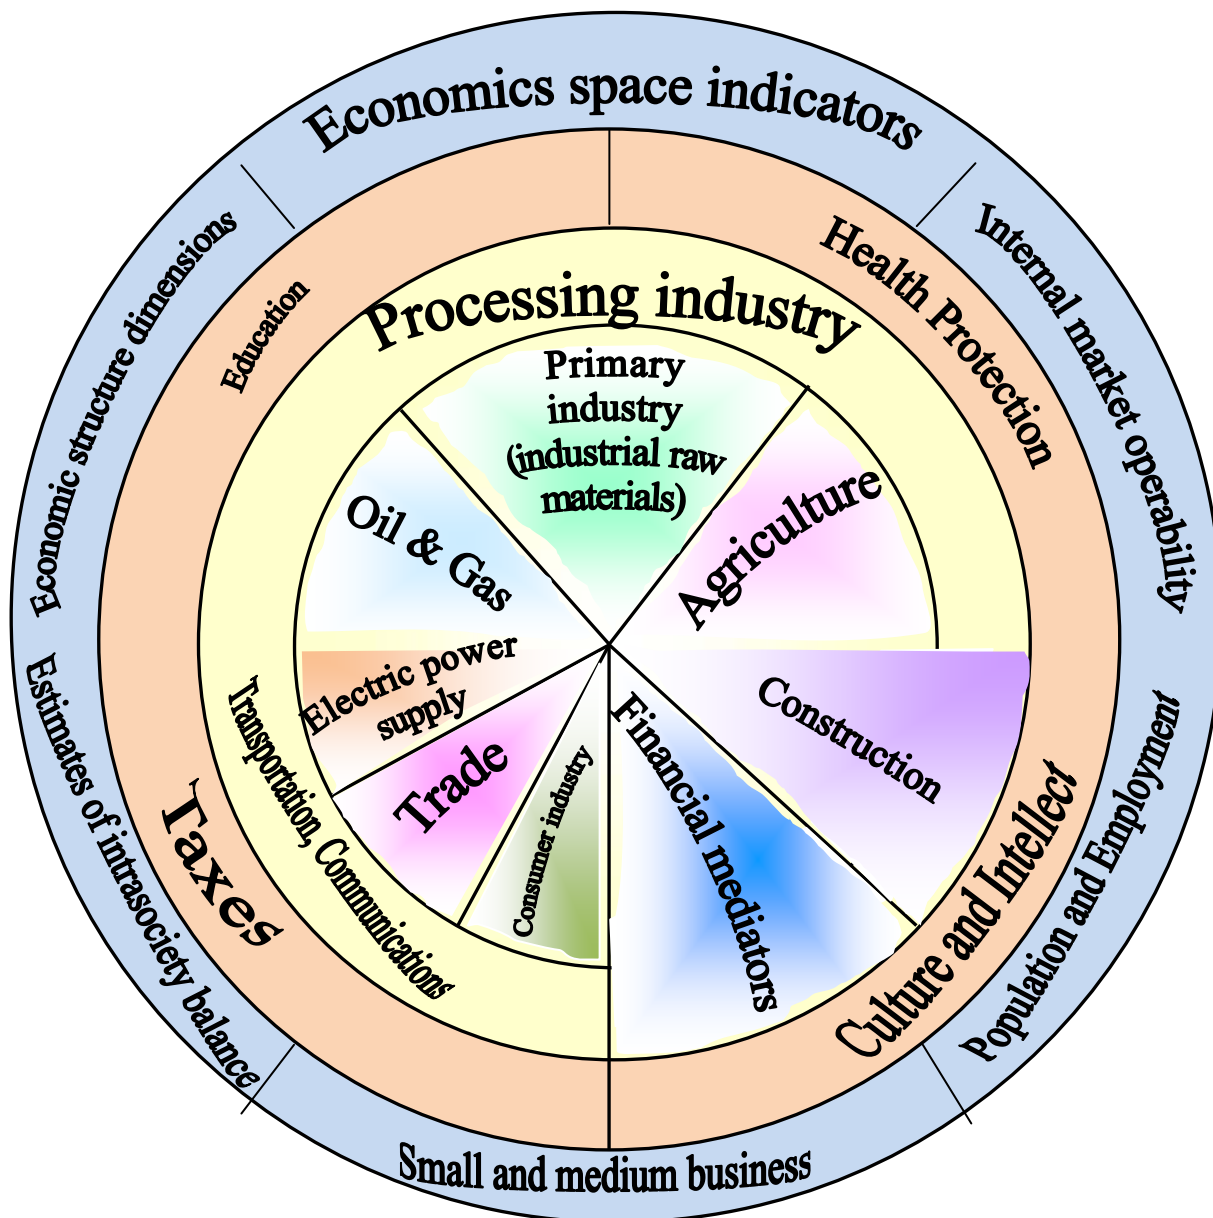 Economics space indicators
Internal market operability
Population and Employment
Small and medium business
Estimates of intrasociety balance
Economic structure dimensions
Education
Health Protection
Culture and Intellect
Taxes
Processing industry
Transportation, Communications
Primary
industry
(industrial raw
materials)
Agriculture
Construction
Financial mediators
Consumer industry
Trade
Electric power
supply
Oil & Gas